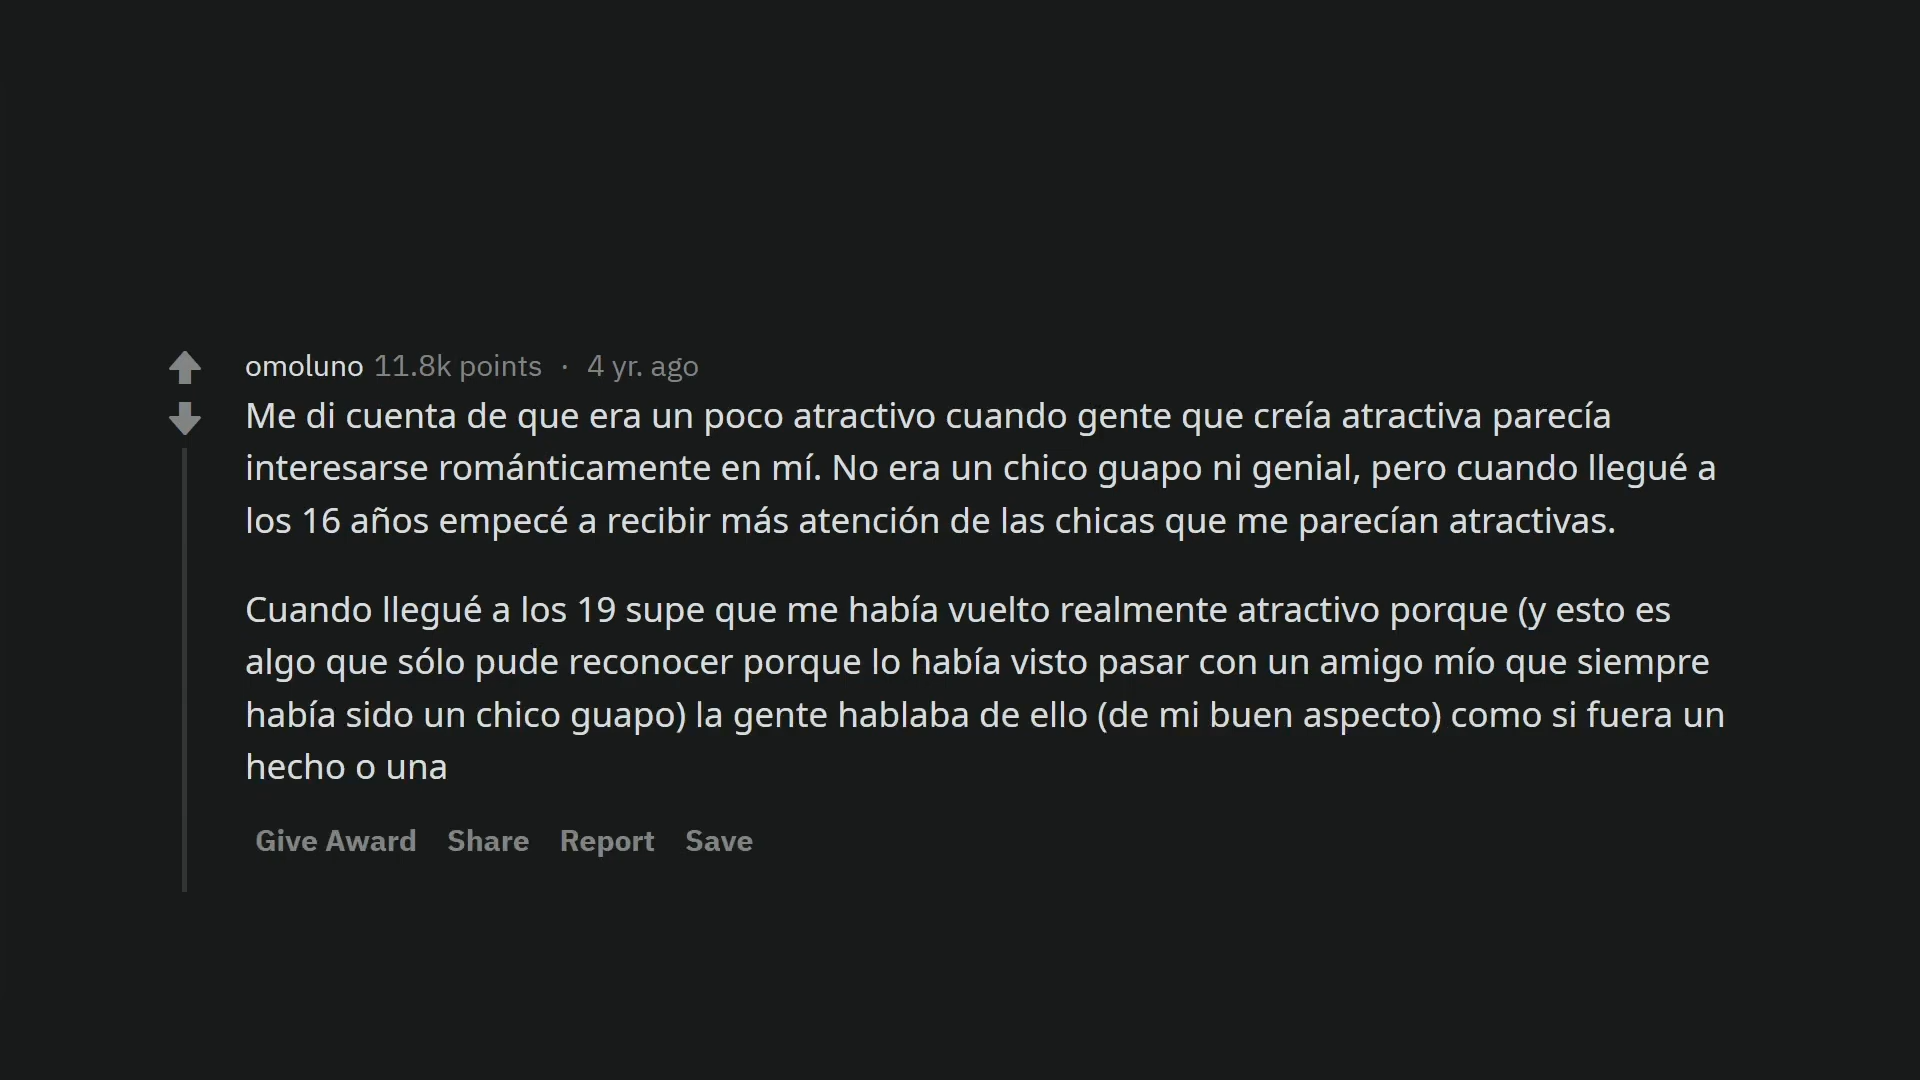 omoluno 11.8k points · 4 yr. ago
Me di cuenta de que era un poco atractivo cuando gente que creía atractiva parecía
interesarse románticamente en mí. No era un chico guapo ni genial, pero cuando llegué a
los 16 años empecé a recibir más atención de las chicas que me parecían atractivas.
Cuando llegué a los 19 supe que me había vuelto realmente atractivo porque (y esto es
algo que sólo pude reconocer porque lo había visto pasar con un amigo mío que siempre
había sido un chico guapo) la gente hablaba de ello (de mi buen aspecto) como si fuera un
hecho o una
Give Award Share Report Save